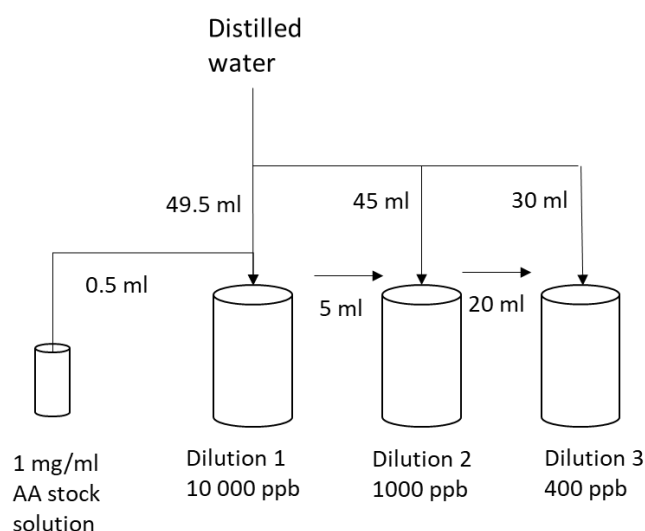 Distilled
water
49.5 ml
45 ml
30 ml
0.5 ml
5 ml
20 ml
1 mg/ml
AA stock
solution
Dilution 1
10 000 ppb
Dilution 2
1000 ppb
Dilution 3
400 ppb